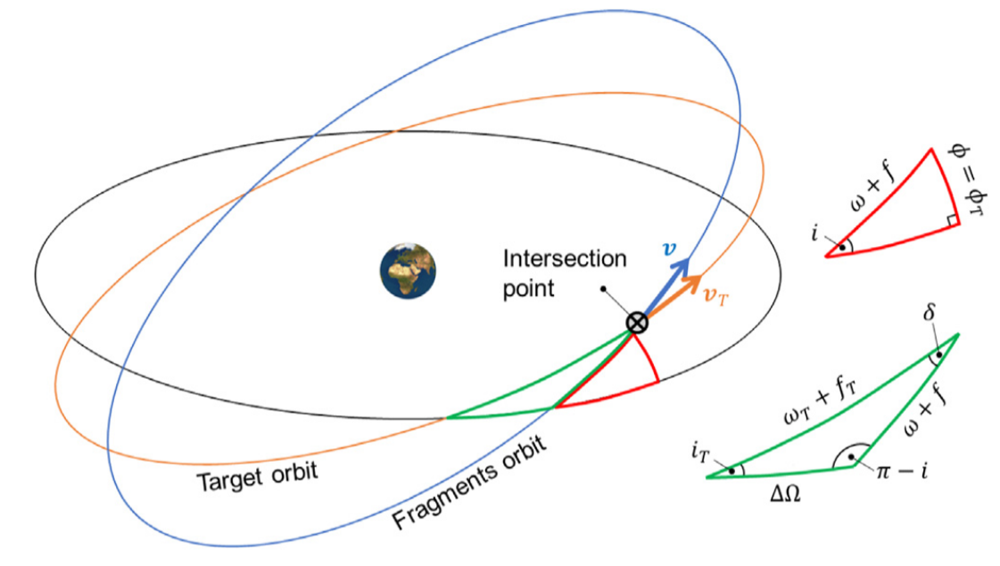 Intersection
point
v
v_T
Target orbit
Fragments orbit
ω + f
ϕ = ϕ_T
i
δ
ω_T + f_T
ω + f
i_T
π − i
ΔΩ